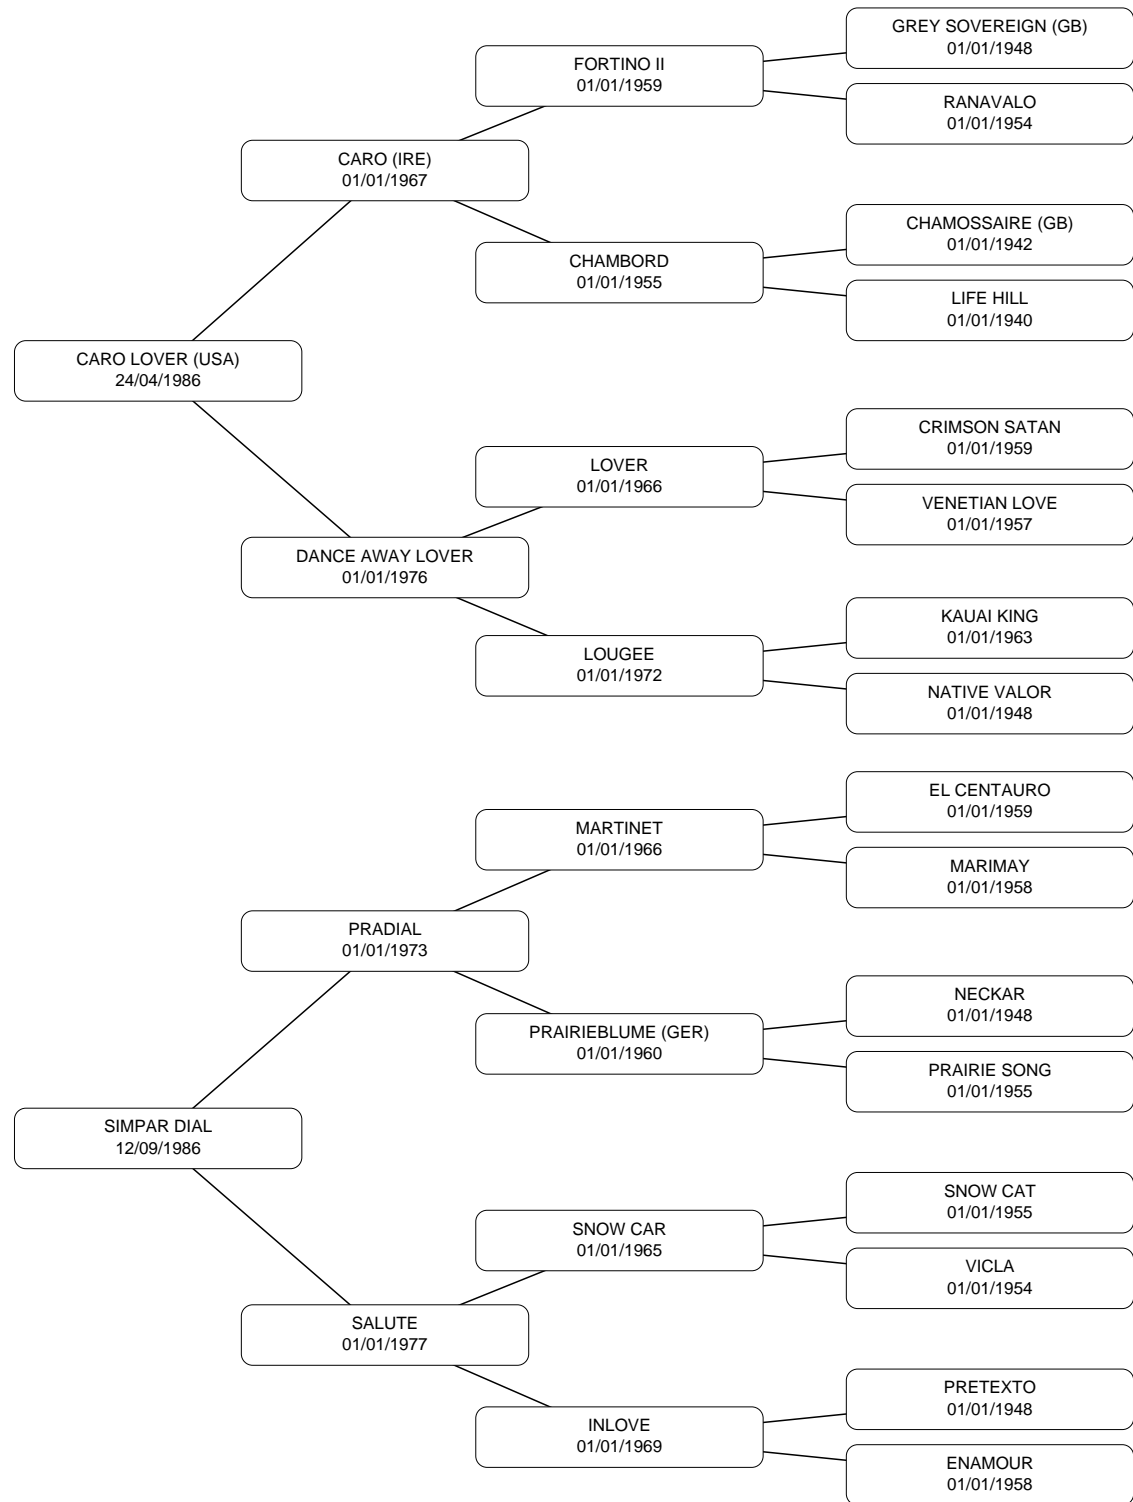 GREY SOVEREIGN (GB)
01/01/1948
FORTINO II
01/01/1959
RANAVALO
01/01/1954
CARO (IRE)
01/01/1967
CHAMOSSAIRE (GB)
01/01/1942
CHAMBORD
01/01/1955
LIFE HILL
01/01/1940
CARO LOVER (USA)
24/04/1986
CRIMSON SATAN
01/01/1959
LOVER
01/01/1966
VENETIAN LOVE
01/01/1957
DANCE AWAY LOVER
01/01/1976
KAUAI KING
01/01/1963
LOUGEE
01/01/1972
NATIVE VALOR
01/01/1948
EL CENTAURO
01/01/1959
MARTINET
01/01/1966
MARIMAY
01/01/1958
PRADIAL
01/01/1973
NECKAR
01/01/1948
PRAIRIEBLUME (GER)
01/01/1960
PRAIRIE SONG
01/01/1955
SIMPAR DIAL
12/09/1986
SNOW CAT
01/01/1955
SNOW CAR
01/01/1965
VICLA
01/01/1954
SALUTE
01/01/1977
PRETEXTO
01/01/1948
INLOVE
01/01/1969
ENAMOUR
01/01/1958